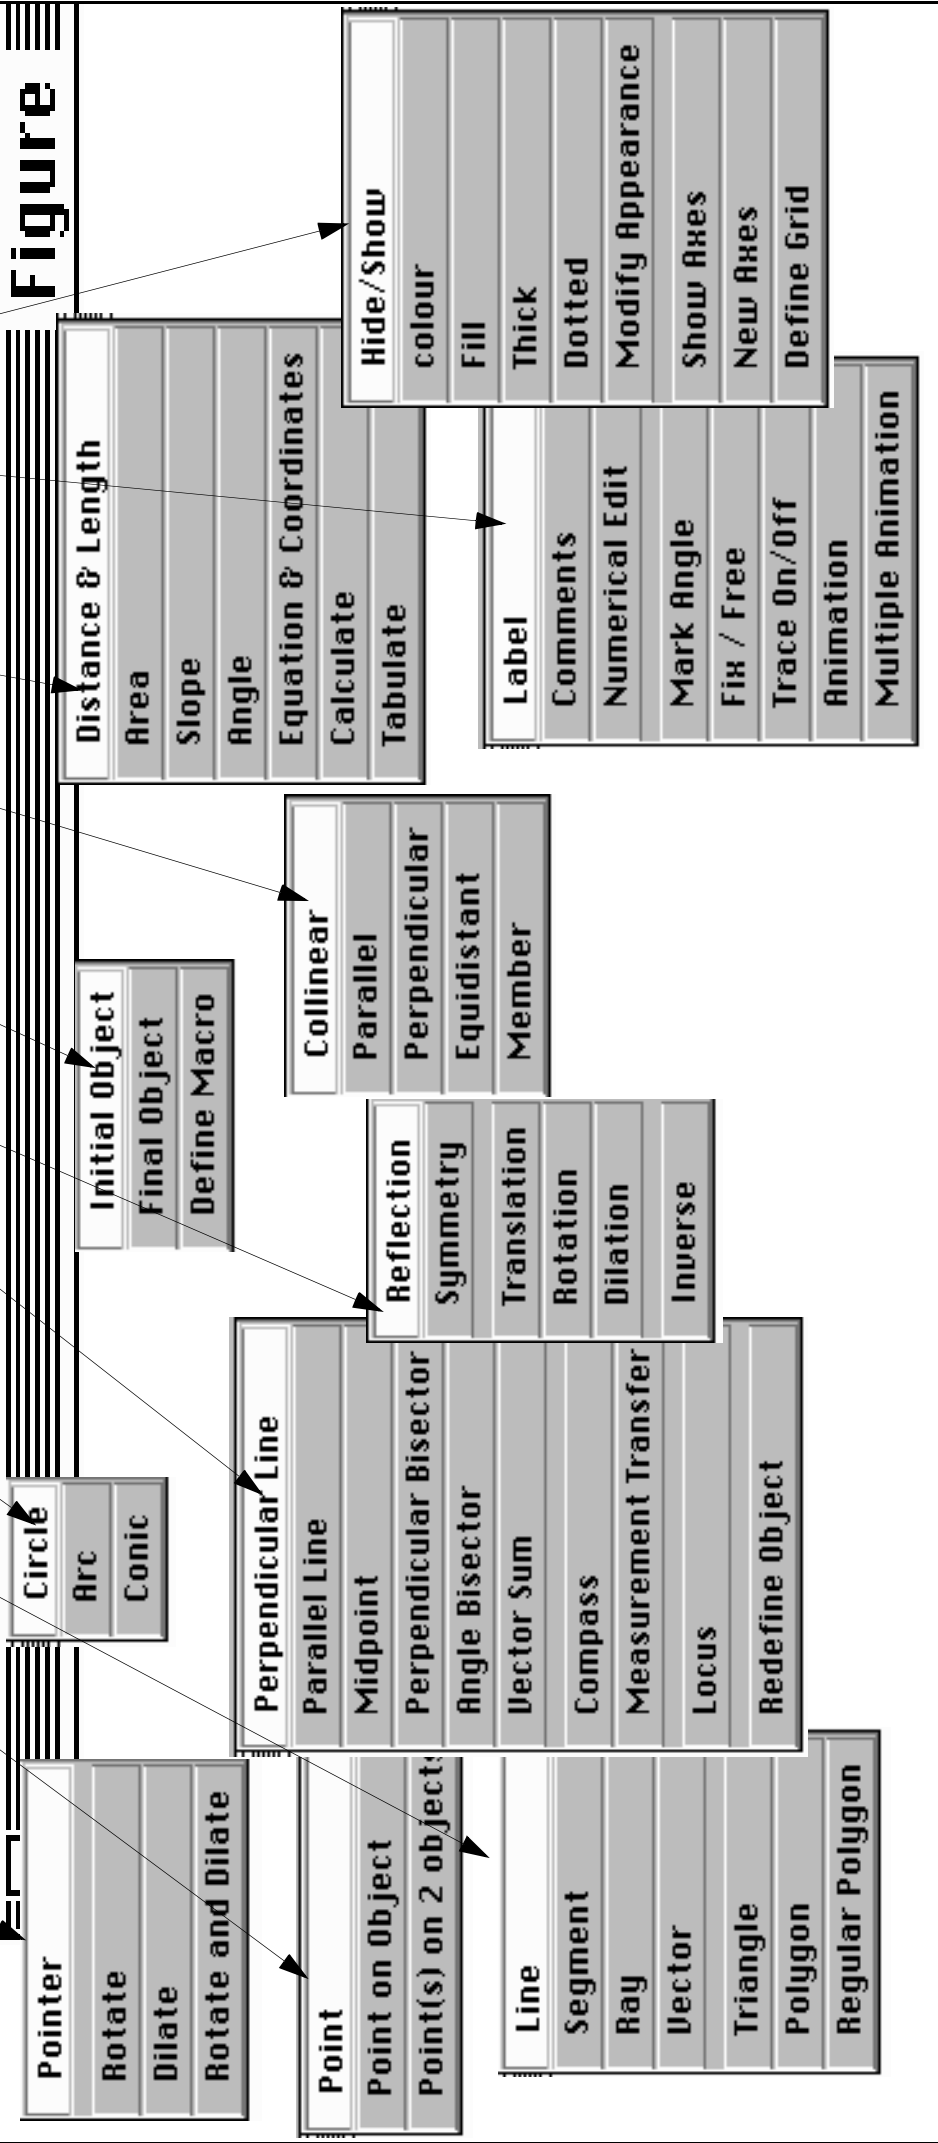 Figure
Pointer
Rotate
Dilate
Rotate and Dilate
Point
Point on Object
Point(s) on 2 objects
Line
Segment
Ray
Vector
Triangle
Polygon
Regular Polygon
Circle
Arc
Conic
Perpendicular Line
Parallel Line
Midpoint
Perpendicular Bisector
Angle Bisector
Vector Sum
Compass
Measurement Transfer
Locus
Redefine Object
Reflection
Symmetry
Translation
Rotation
Dilation
Inverse
Initial Object
Final Object
Define Macro
Collinear
Parallel
Perpendicular
Equidistant
Member
Distance & Length
Area
Slope
Angle
Equation & Coordinates
Calculate
Tabulate
Label
Comments
Numerical Edit
Mark Angle
Fix / Free
Trace On/Off
Animation
Multiple Animation
Hide/Show
colour
Fill
Thick
Dotted
Modify Appearance
Show Axes
New Axes
Define Grid